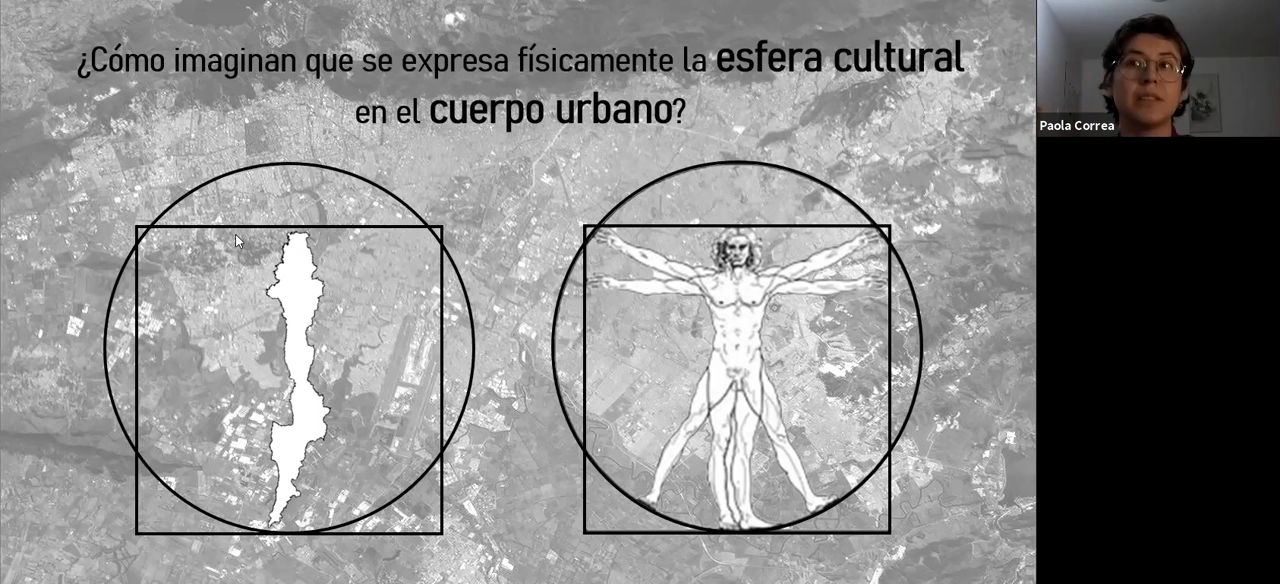 ¿Cómo imaginan que se expresa físicamente la esfera cultural
en el cuerpo urbano?
Paola Correa